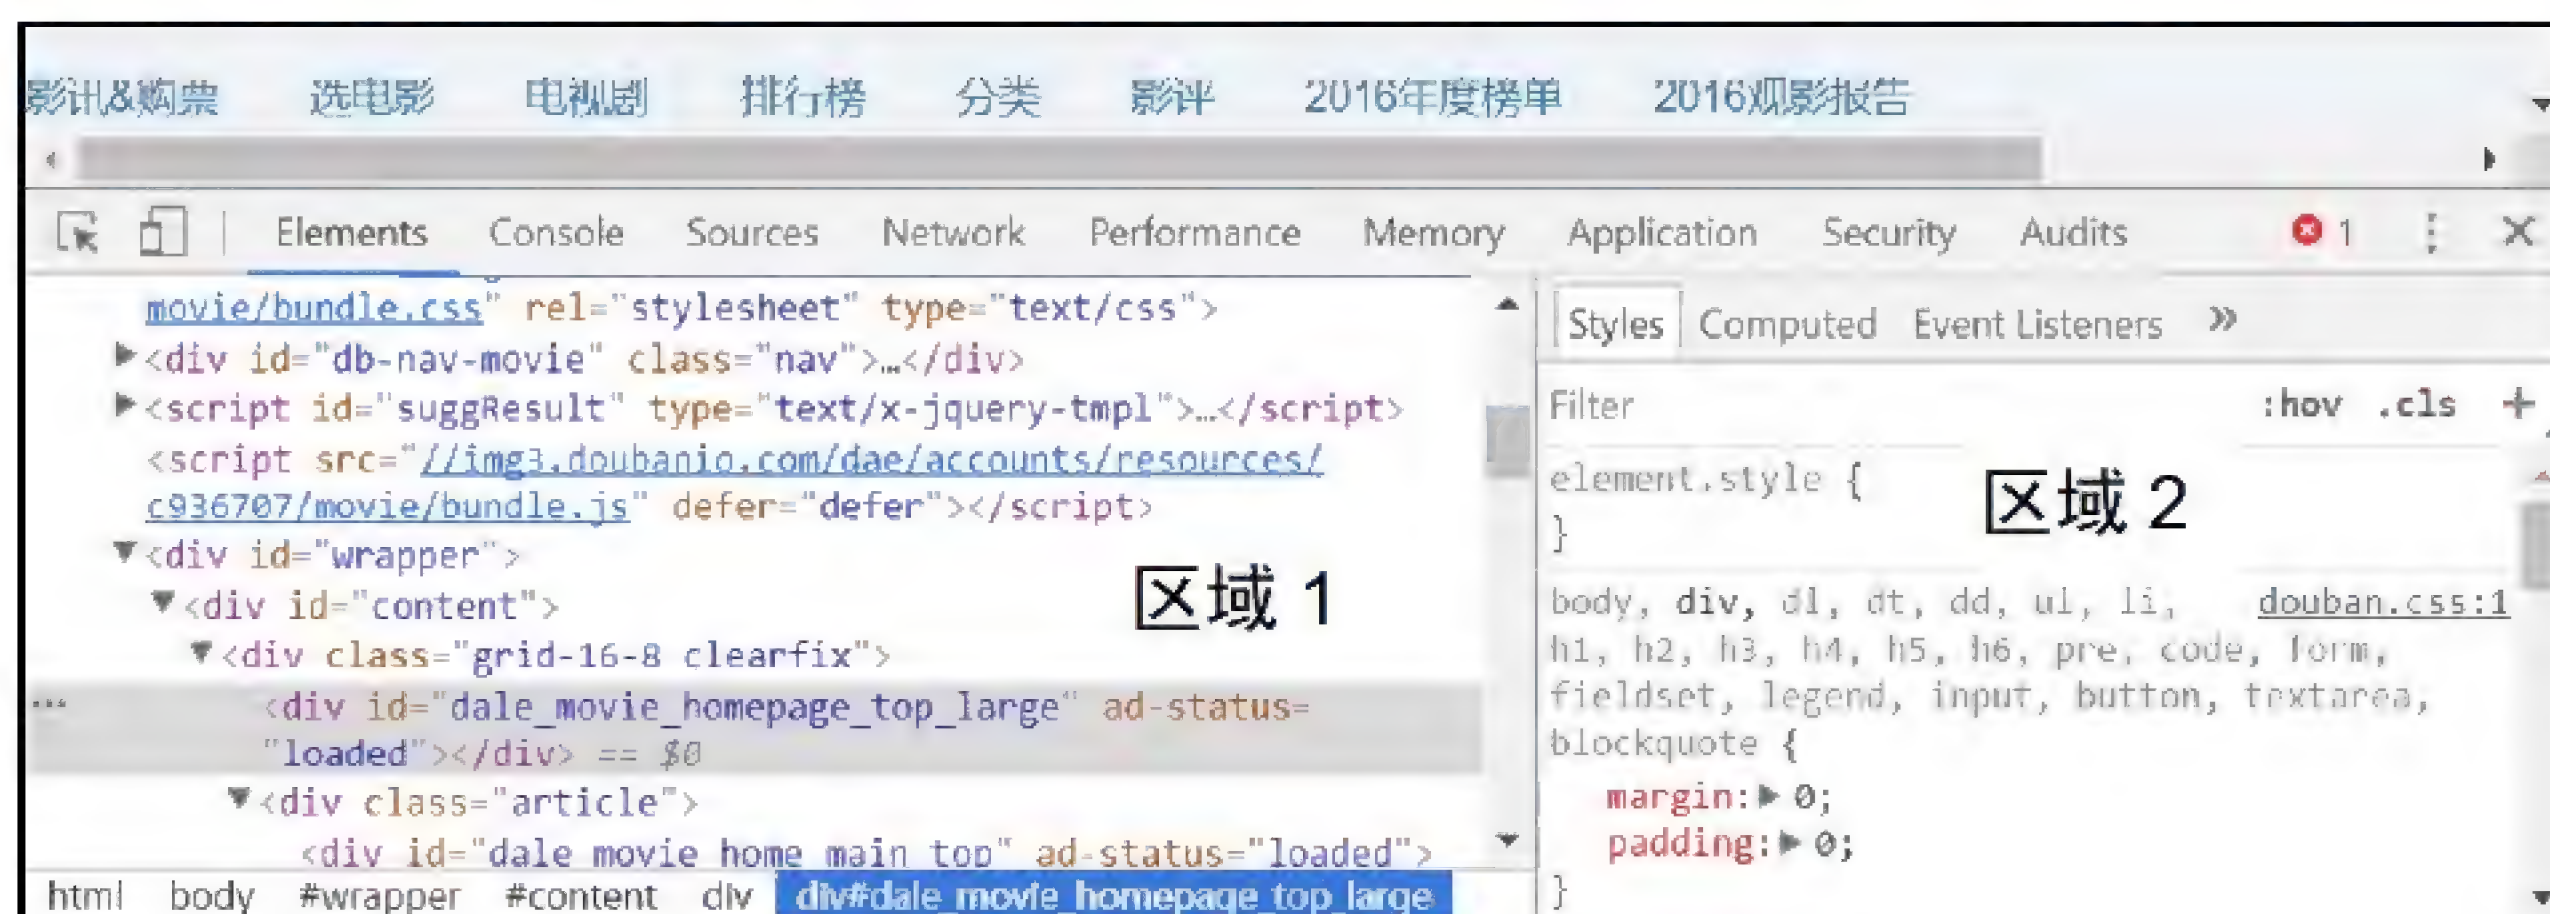 影讯&购票 选电影 电视剧 排行榜 分类 影评 2016年度榜单 2016观影报告
Elements Console Sources Network Performance Memory Application Security Audits 1
movie/bundle.css" rel="stylesheet" type="text/css">
▶<div id="db-nav-movie" class="nav">…</div>
▶<script id="suggResult" type="text/x-jquery-tmpl">…</script>
<script src="//img3.doubanio.com/dae/accounts/resources/
c936707/movie/bundle.js" defer="defer"></script>
▼<div id="wrapper">
区域 1
▼<div id="content">
▼<div class="grid-16-8 clearfix">
<div id="dale_movie_homepage_top_large" ad-status=
"loaded"></div> == $0
▼<div class="article">
<div id="dale_movie_home_main_top" ad-status="loaded">
html body #wrapper #content div div#dale_movie_homepage_top_large
Styles Computed Event Listeners »
Filter :hov .cls +
element.style {
区域 2
}
body, div, dl, dt, dd, ul, li, douban.css:1
h1, h2, h3, h4, h5, h6, pre, code, form,
fieldset, legend, input, button, textarea,
blockquote {
margin:▶ 0;
padding:▶ 0;
}